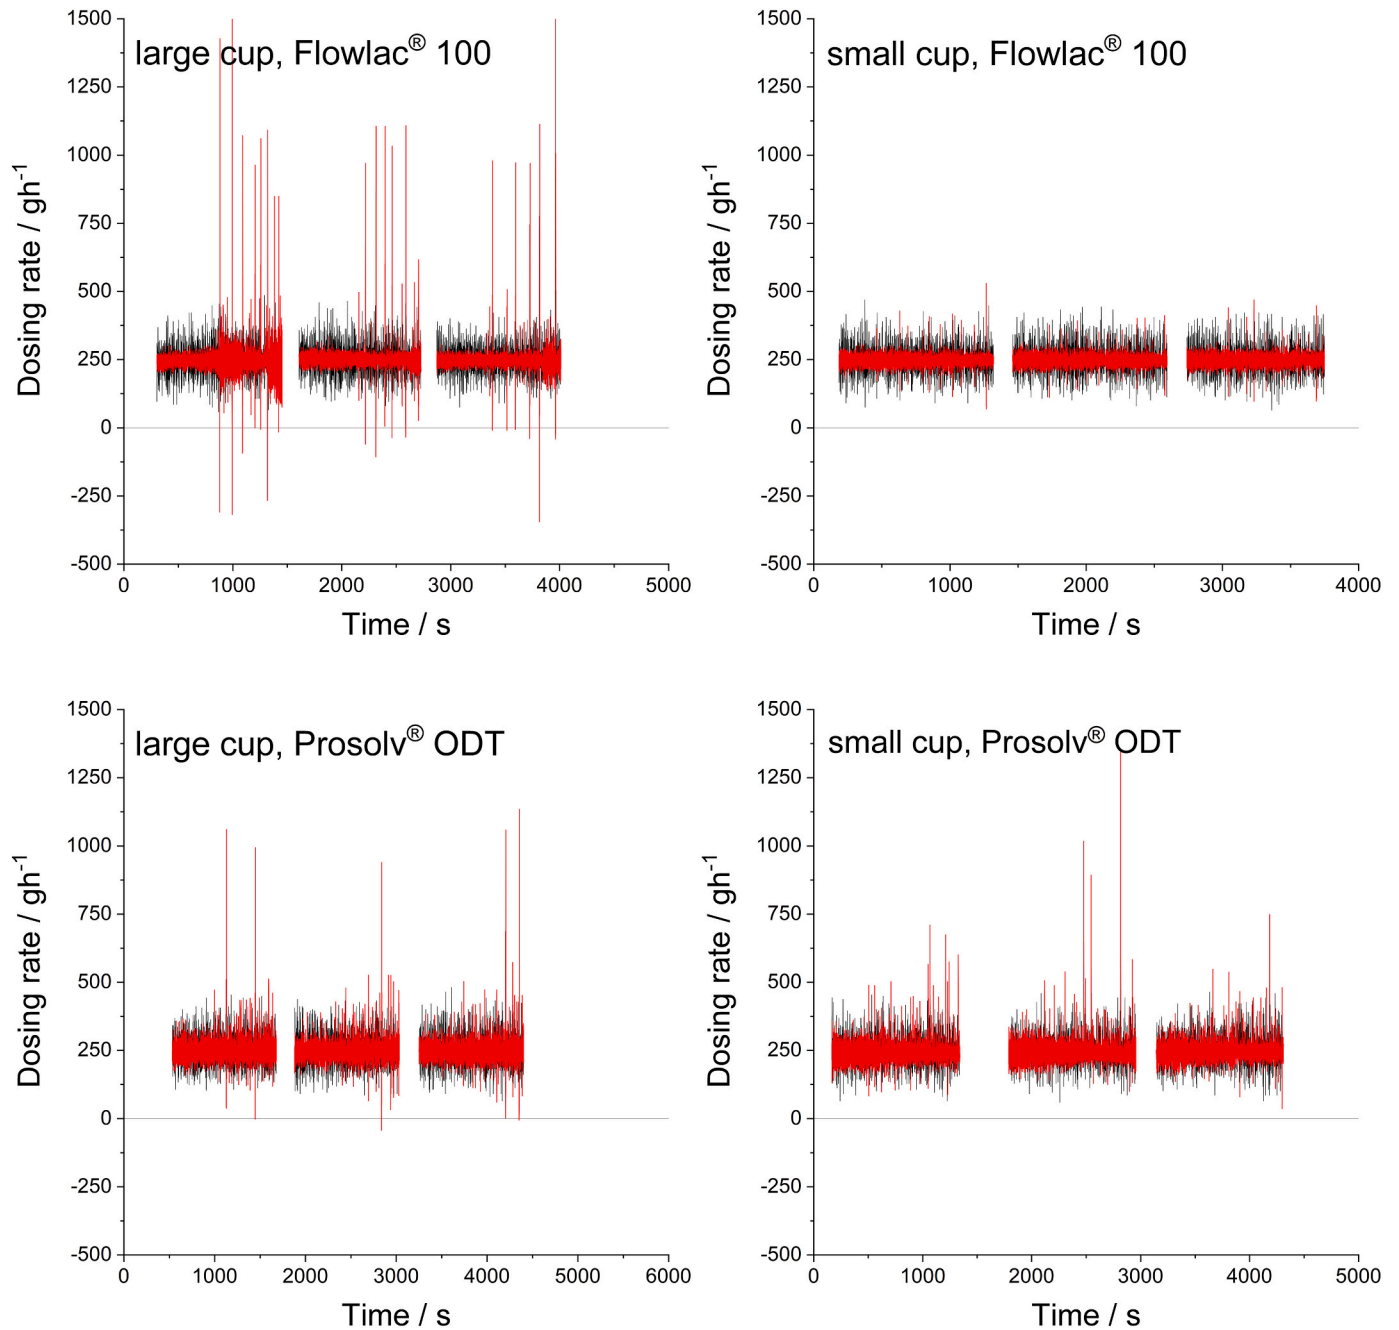 large cup, Flowlac® 100
Dosing rate / gh⁻¹
1500
1250
1000
750
500
250
0
-250
-500
0 1000 2000 3000 4000 5000
Time / s
small cup, Flowlac® 100
Dosing rate / gh⁻¹
1500
1250
1000
750
500
250
0
-250
-500
0 1000 2000 3000 4000
Time / s
large cup, Prosolv® ODT
Dosing rate / gh⁻¹
1500
1250
1000
750
500
250
0
-250
-500
0 1000 2000 3000 4000 5000 6000
Time / s
small cup, Prosolv® ODT
Dosing rate / gh⁻¹
1500
1250
1000
750
500
250
0
-250
-500
0 1000 2000 3000 4000 5000
Time / s